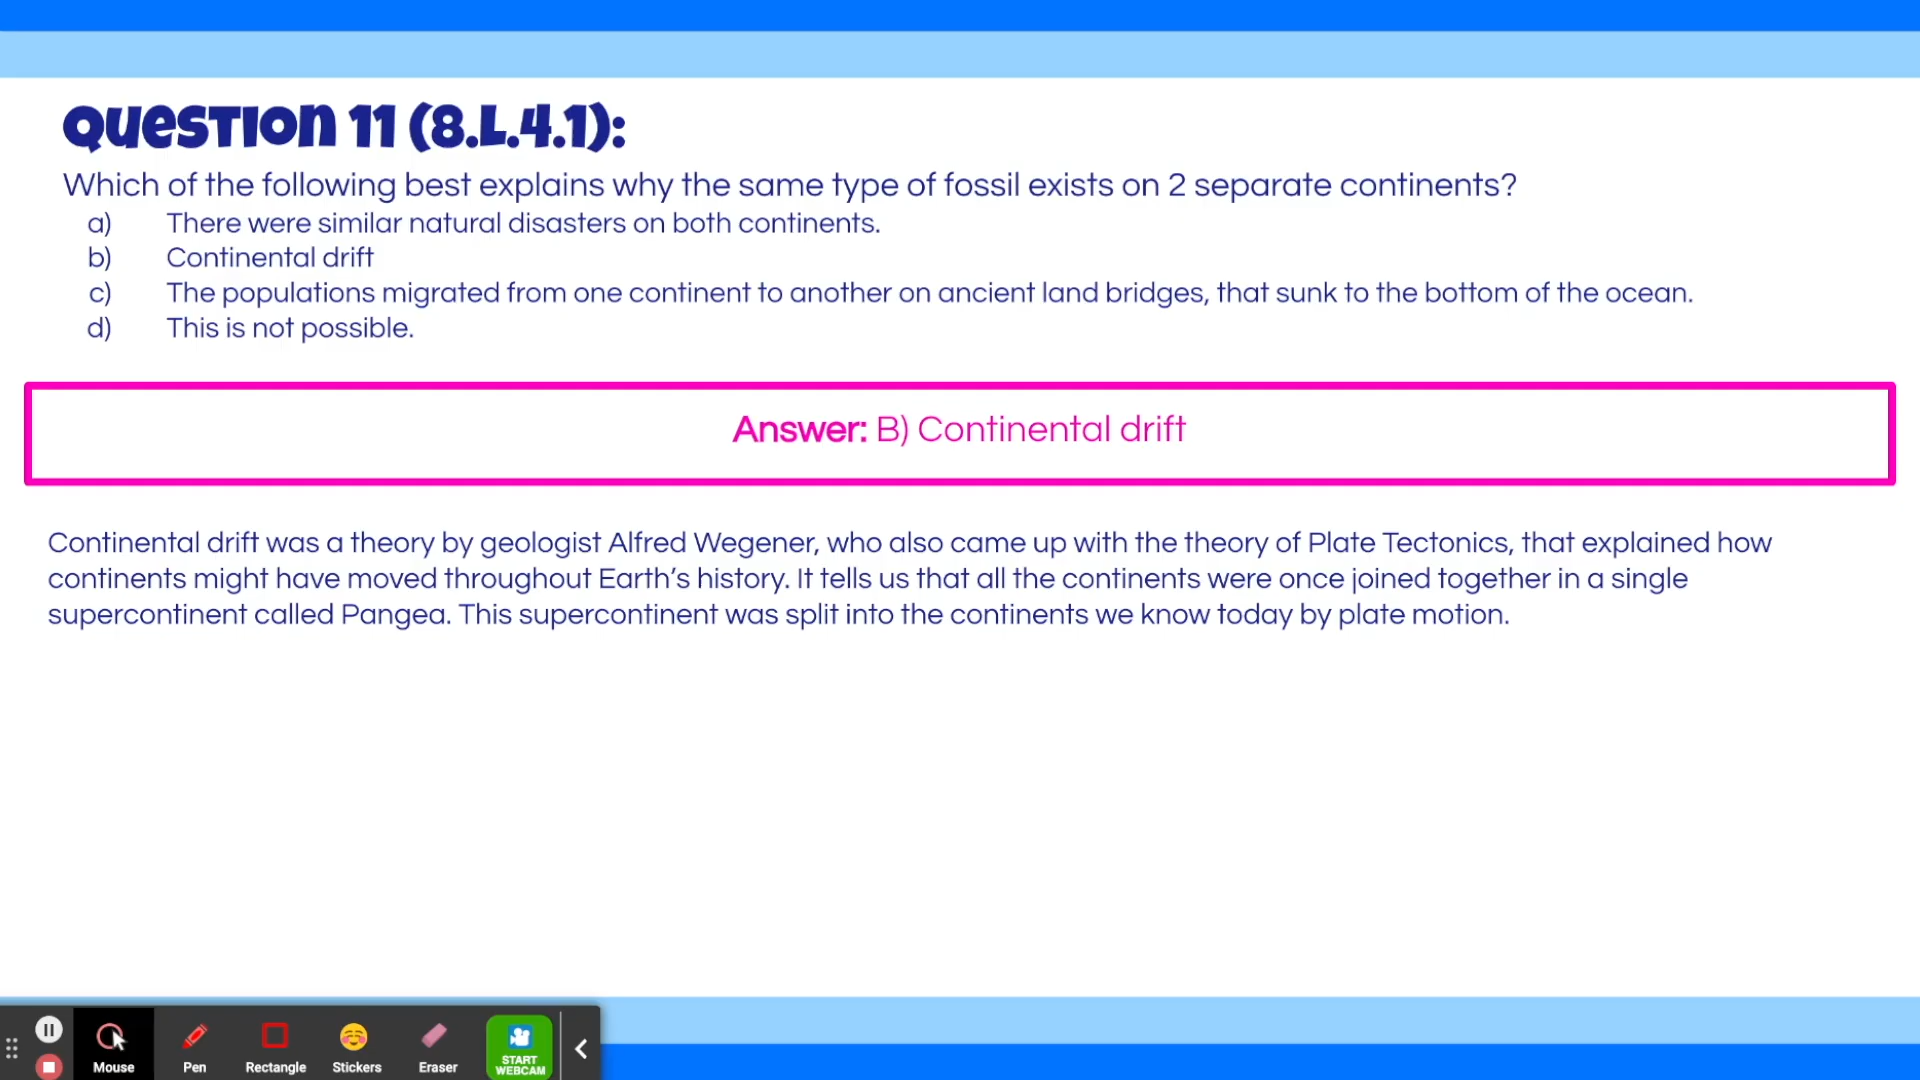 Question 11 (8.L.4.1):
Which of the following best explains why the same type of fossil exists on 2 separate continents?
a) There were similar natural disasters on both continents.
b) Continental drift
c) The populations migrated from one continent to another on ancient land bridges, that sunk to the bottom of the ocean.
d) This is not possible.
Answer: B) Continental drift
Continental drift was a theory by geologist Alfred Wegener, who also came up with the theory of Plate Tectonics, that explained how
continents might have moved throughout Earth's history. It tells us that all the continents were once joined together in a single
supercontinent called Pangea. This supercontinent was split into the continents we know today by plate motion.
Mouse Pen Rectangle Stickers Eraser START
WEBCAM